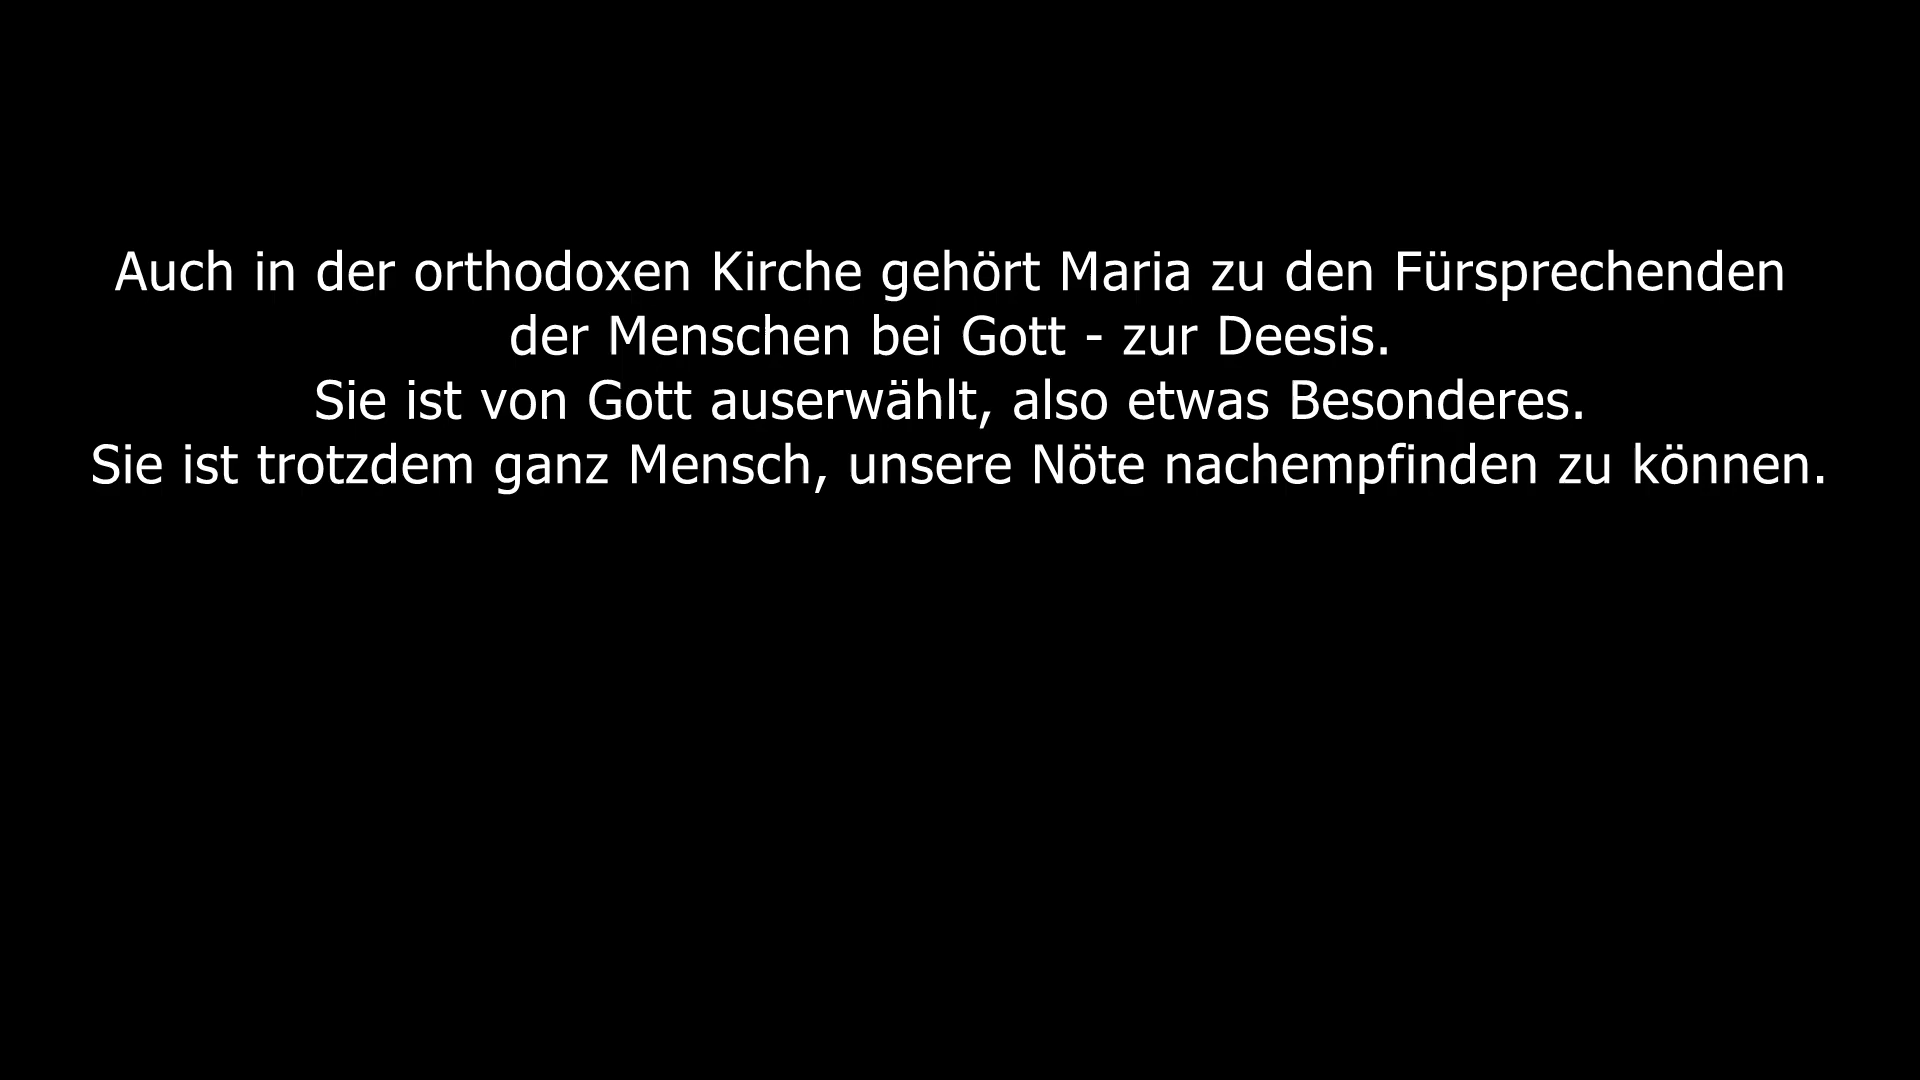 Auch in der orthodoxen Kirche gehört Maria zu den Fürsprechenden
der Menschen bei Gott - zur Deesis.
Sie ist von Gott auserwählt, also etwas Besonderes.
Sie ist trotzdem ganz Mensch, unsere Nöte nachempfinden zu können.